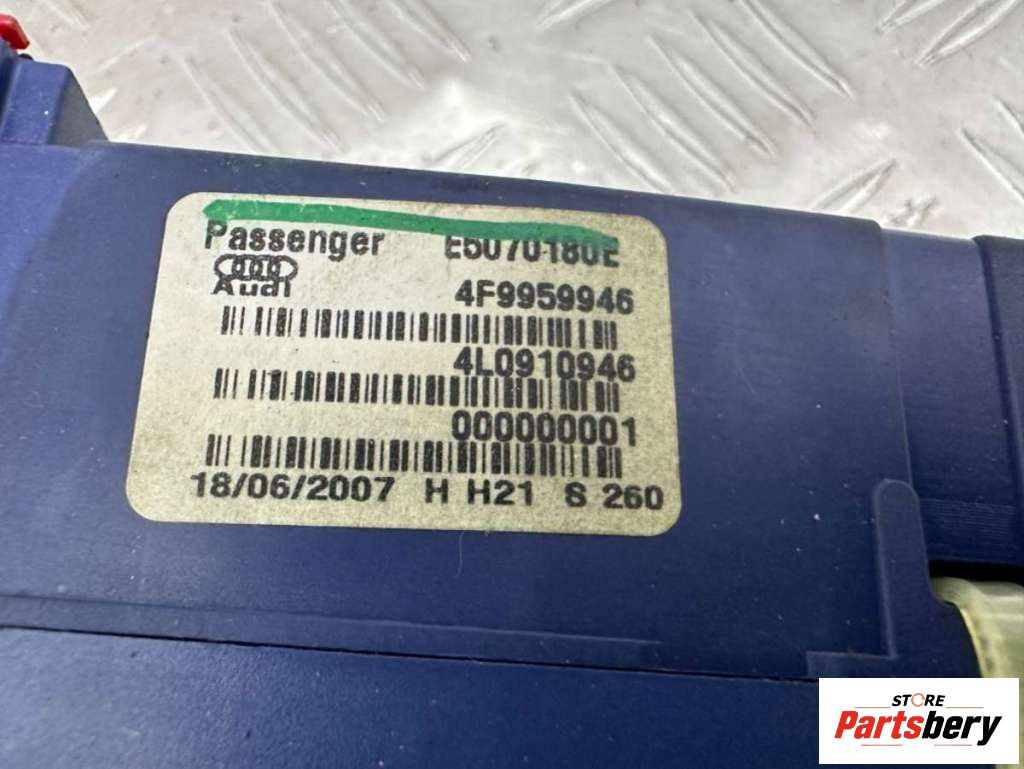 Passenger E5070180E
Audi 4F9959946
4L0910946
000000001
18/06/2007 H H21 S 260
STORE
Partsbery